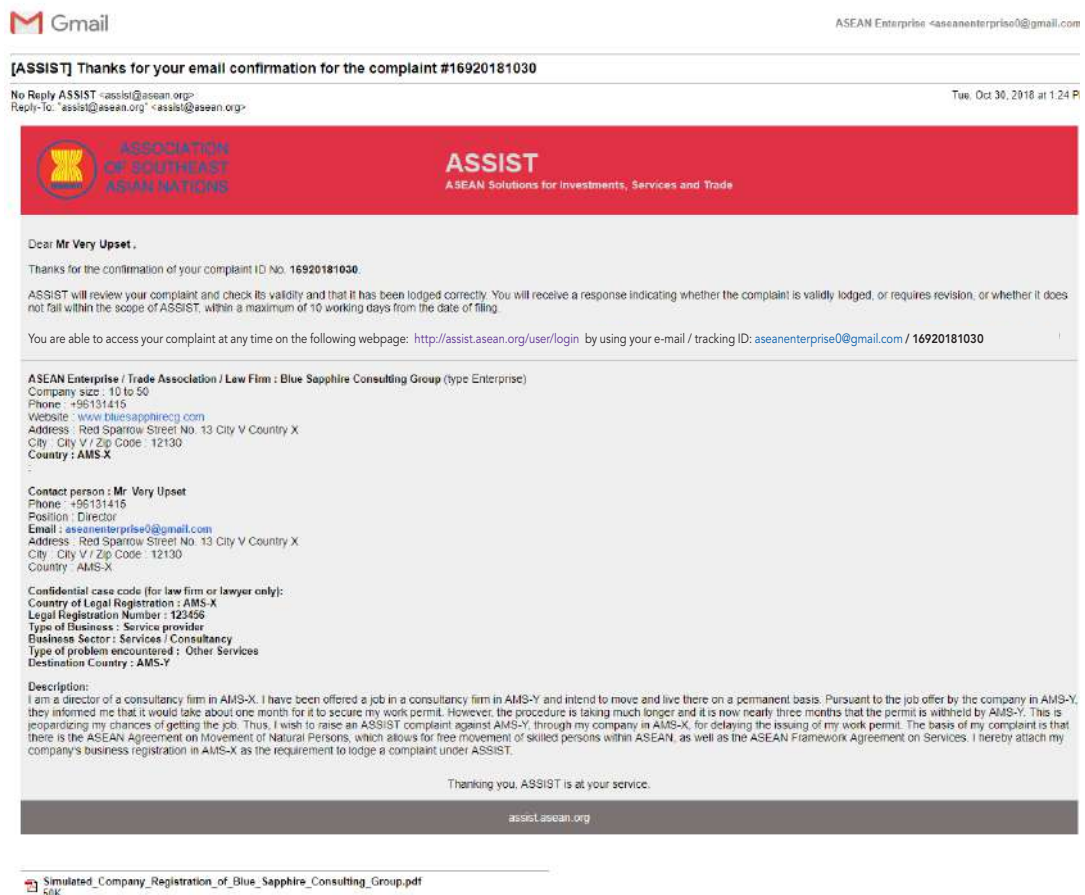 Gmail
ASEAN Enterprise <aseanenterprise0@gmail.com
[ASSIST] Thanks for your email confirmation for the complaint #16920181030
No Reply ASSIST <assist@asean.org>
Tue, Oct 30, 2018 at 1:24 P
Reply-To: "assist@asean.org" <assist@asean.org>
ASSOCIATION
OF SOUTHEAST
ASIAN NATIONS
ASSIST
ASEAN Solutions for Investments, Services and Trade
Dear Mr Very Upset ,
Thanks for the confirmation of your complaint ID No. 16920181030.
ASSIST will review your complaint and check its validity and that it has been lodged correctly. You will receive a response indicating whether the complaint is validly lodged, or requires revision, or whether it does
not fall within the scope of ASSIST, within a maximum of 10 working days from the date of filing.
You are able to access your complaint at any time on the following webpage: http://assist.asean.org/user/login by using your e-mail / tracking ID: aseanenterprise0@gmail.com / 16920181030
ASEAN Enterprise / Trade Association / Law Firm : Blue Sapphire Consulting Group (type Enterprise)
Company size : 10 to 50
Phone : +96131415
Website : www.bluesapphirecg.com
Address : Red Sparrow Street No. 13 City V Country X
City : City V / Zip Code : 12130
Country : AMS-X
:
Contact person : Mr Very Upset
Phone : +96131415
Position : Director
Email : aseanenterprise0@gmail.com
Address : Red Sparrow Street No. 13 City V Country X
City : City V / Zip Code : 12130
Country : AMS-X
Confidential case code (for law firm or lawyer only):
Country of Legal Registration : AMS-X
Legal Registration Number : 123456
Type of Business : Service provider
Business Sector : Services / Consultancy
Type of problem encountered : Other Services
Destination Country : AMS-Y
Description:
I am a director of a consultancy firm in AMS-X. I have been offered a job in a consultancy firm in AMS-Y and intend to move and live there on a permanent basis. Pursuant to the job offer by the company in AMS-Y,
they informed me that it would take about one month for it to secure my work permit. However, the procedure is taking much longer and it is now nearly three months that the permit is withheld by AMS-Y. This is
jeopardizing my chances of getting the job. Thus, I wish to raise an ASSIST complaint against AMS-Y, through my company in AMS-X, for delaying the issuing of my work permit. The basis of my complaint is that
there is the ASEAN Agreement on Movement of Natural Persons, which allows for free movement of skilled persons within ASEAN, as well as the ASEAN Framework Agreement on Services. I hereby attach my
company's business registration in AMS-X as the requirement to lodge a complaint under ASSIST.
Thanking you, ASSIST is at your service.
assist.asean.org
Simulated_Company_Registration_of_Blue_Sapphire_Consulting_Group.pdf
50K